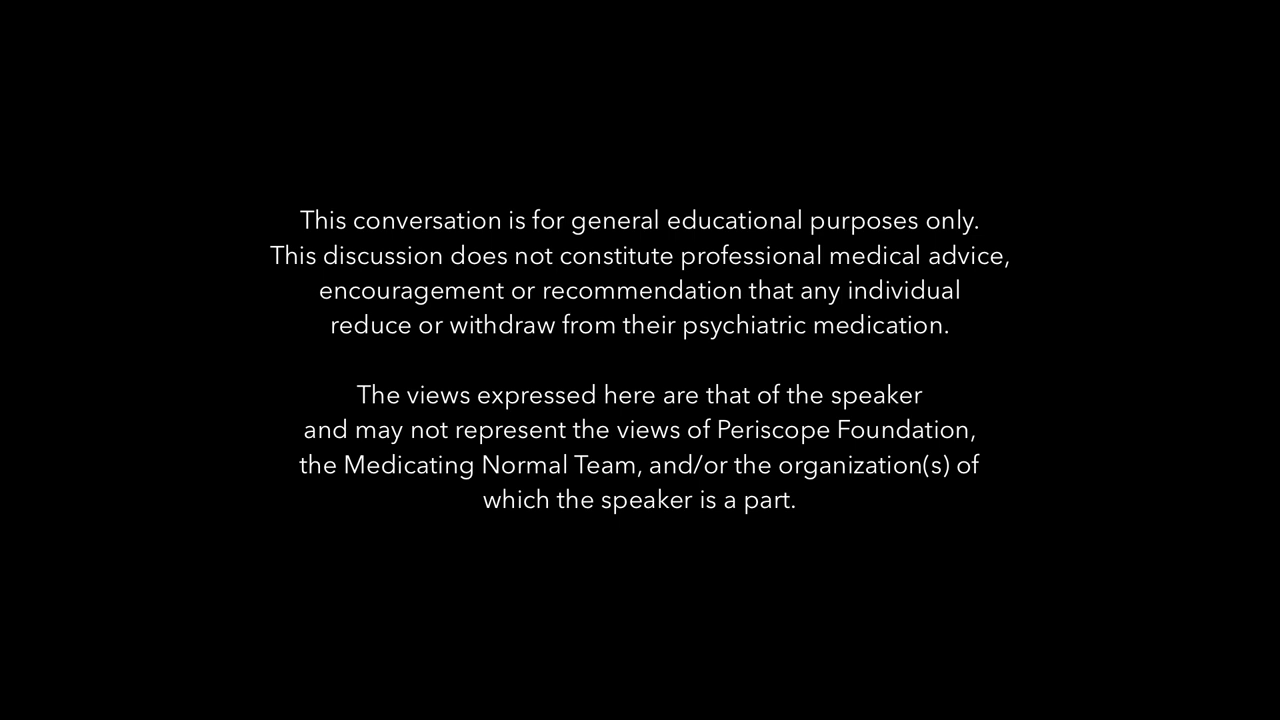 This conversation is for general educational purposes only.
This discussion does not constitute professional medical advice,
encouragement or recommendation that any individual
reduce or withdraw from their psychiatric medication.
The views expressed here are that of the speaker
and may not represent the views of Periscope Foundation,
the Medicating Normal Team, and/or the organization(s) of
which the speaker is a part.